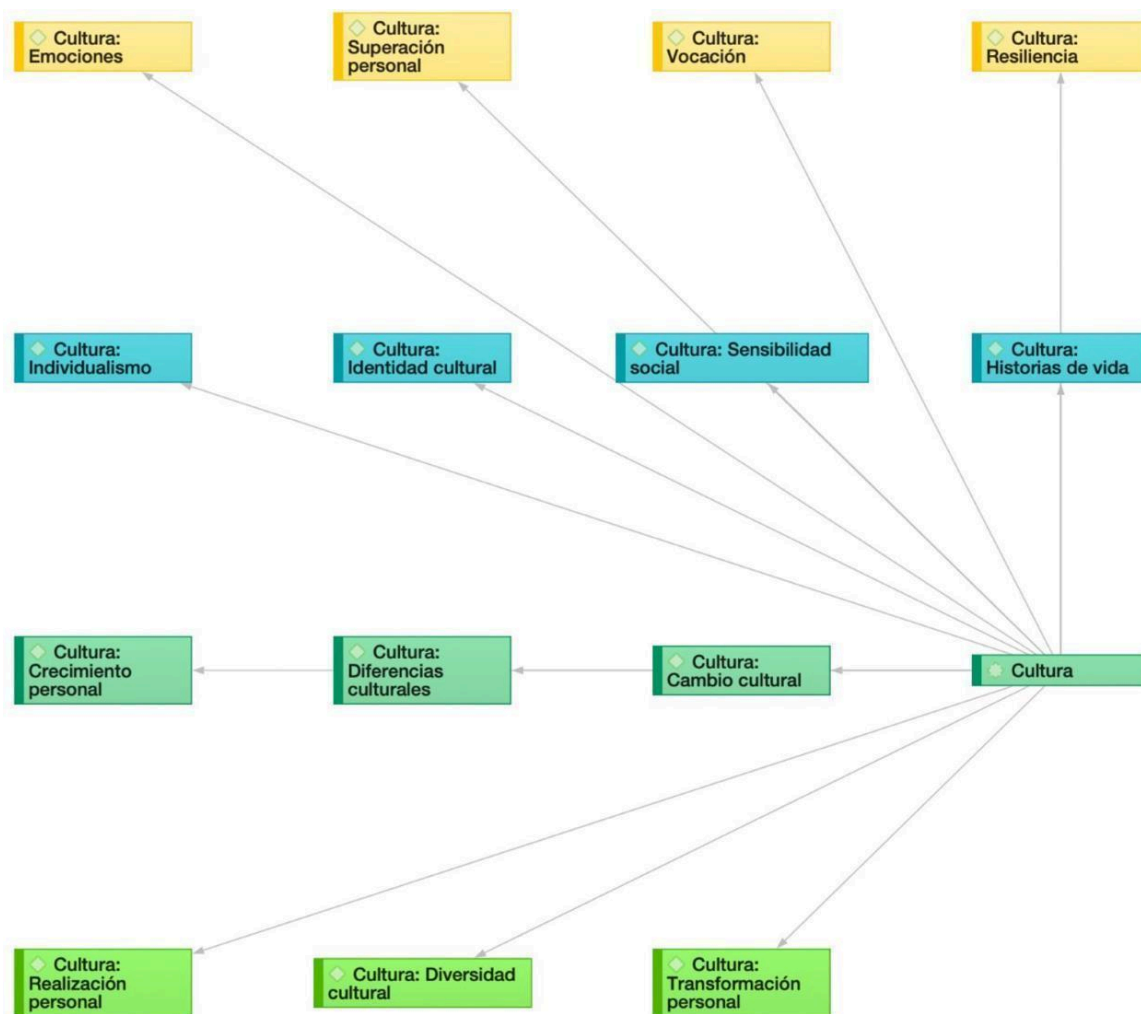 Cultura:
Emociones
Cultura:
Superación
personal
Cultura:
Vocación
Cultura:
Resiliencia
Cultura:
Individualismo
Cultura:
Identidad cultural
Cultura: Sensibilidad
social
Cultura:
Historias de vida
Cultura:
Crecimiento
personal
Cultura:
Diferencias
culturales
Cultura:
Cambio cultural
Cultura
Cultura:
Realización
personal
Cultura: Diversidad
cultural
Cultura:
Transformación
personal